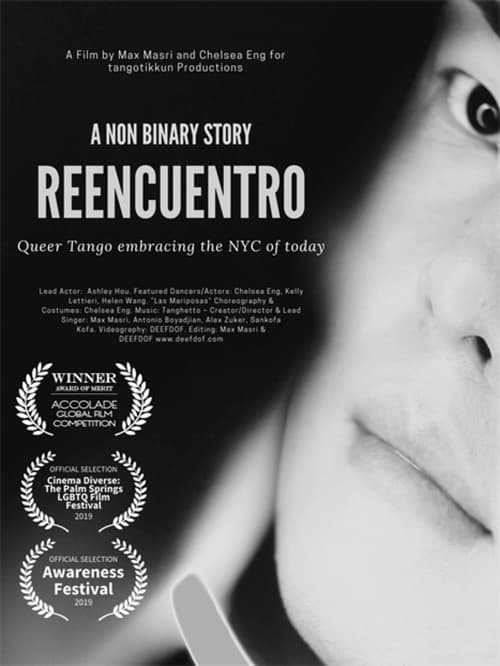 A Film by Max Masri and Chelsea Eng for
tangotikkun Productions
A NON BINARY STORY
REENCUENTRO
Queer Tango embracing the NYC of today
Lead Actor: Ashley Hou. Featured Dancers/Actors: Chelsea Eng, Kelly
Lettieri, Helen Wang. "Las Mariposas" Choreography &
Costumes: Chelsea Eng. Music: Tanghetto - Creator/Director & Lead
Singer: Max Masri, Antonio Boyadjian, Alex Zuker, Sankofa
Kofa. Videography: DEEFDOF. Editing: Max Masri &
DEEFDOF www.deefdof.com
WINNER
AWARD OF MERIT
ACCOLADE
GLOBAL FILM
COMPETITION
OFFICIAL SELECTION
Cinema Diverse:
The Palm Springs
LGBTQ Film
Festival
2019
OFFICIAL SELECTION
Awareness
Festival
2019